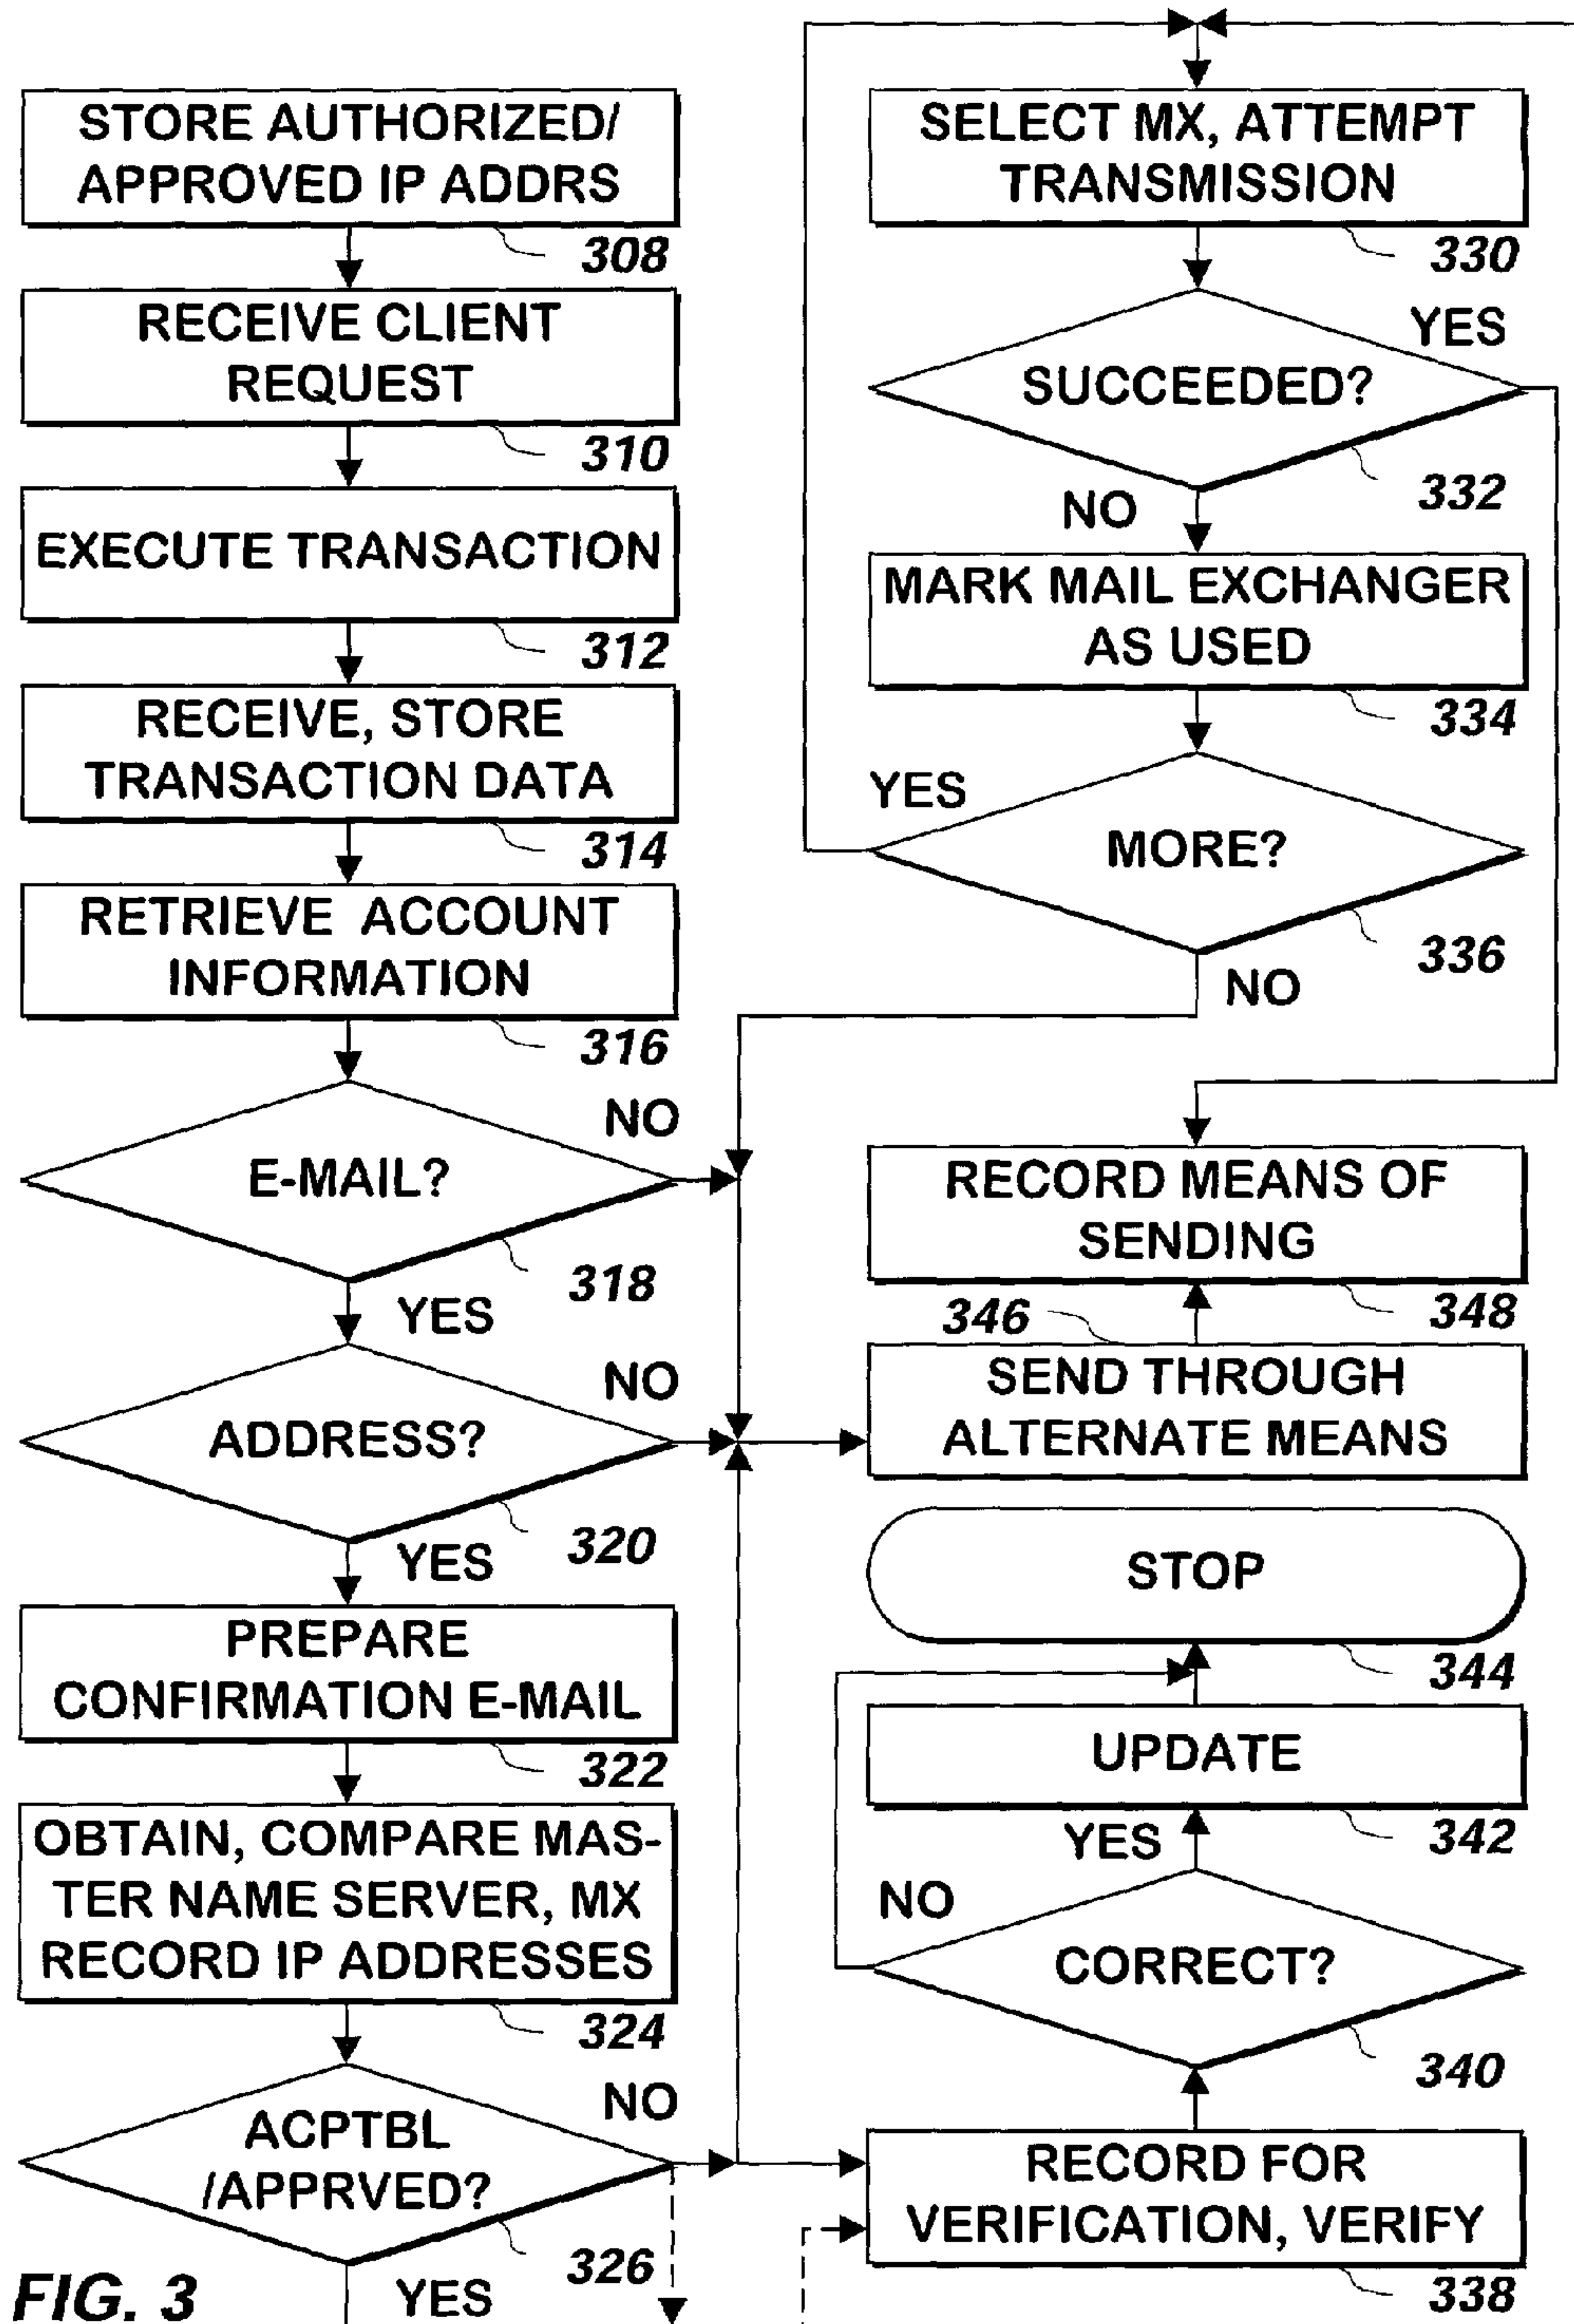 STORE AUTHORIZED/
APPROVED IP ADDRS
308
RECEIVE CLIENT
REQUEST
310
EXECUTE TRANSACTION
312
RECEIVE, STORE
TRANSACTION DATA
314
RETRIEVE ACCOUNT
INFORMATION
316
NO
E-MAIL?
318
YES
NO
ADDRESS?
320
YES
PREPARE
CONFIRMATION E-MAIL
322
OBTAIN, COMPARE MAS-
TER NAME SERVER, MX
RECORD IP ADDRESSES
324
NO
ACPTBL
/APPRVED?
326
YES
FIG. 3
SELECT MX, ATTEMPT
TRANSMISSION
330
YES
SUCCEEDED?
332
NO
MARK MAIL EXCHANGER
AS USED
334
YES
MORE?
336
NO
RECORD MEANS OF
SENDING
346
348
SEND THROUGH
ALTERNATE MEANS
STOP
344
UPDATE
342
YES
NO
CORRECT?
340
RECORD FOR
VERIFICATION, VERIFY
338